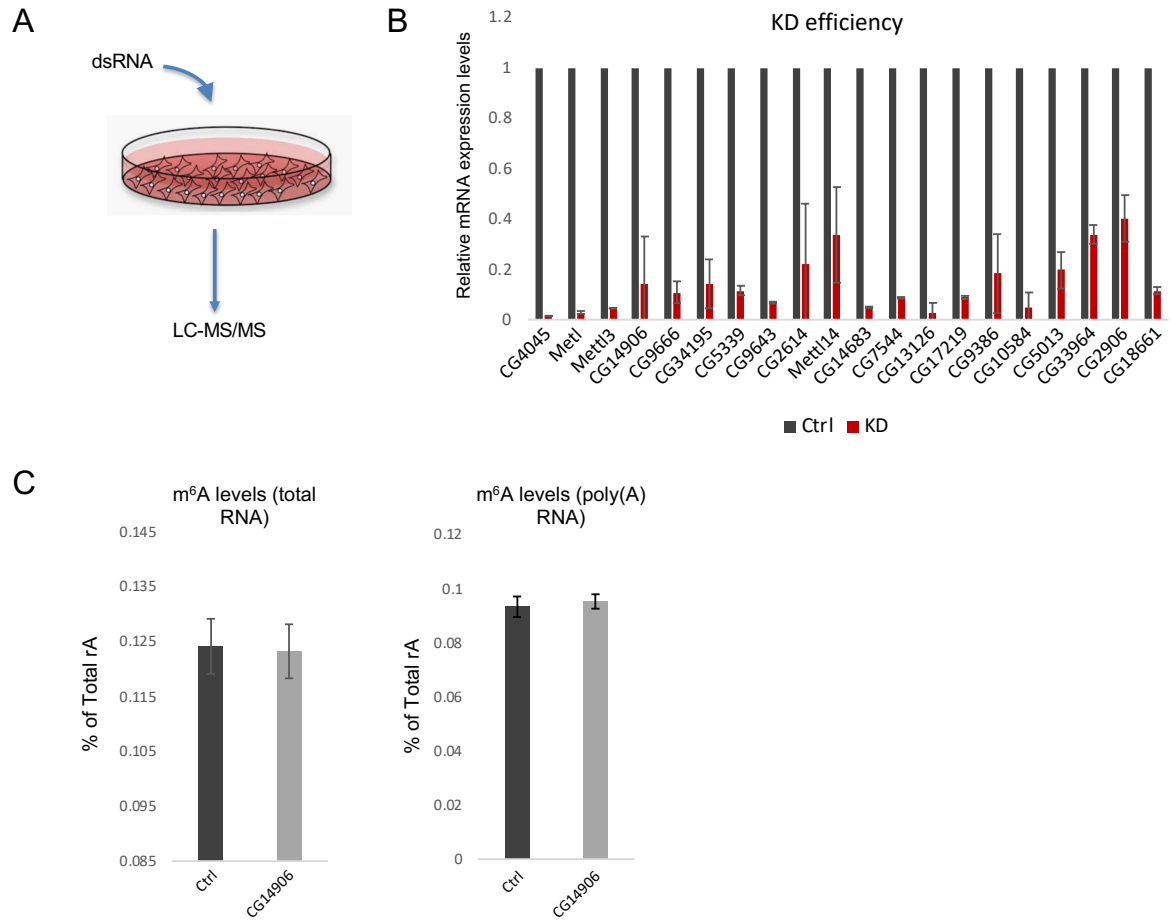 A
dsRNA
LC-MS/MS
B
KD efficiency
Relative mRNA expression levels
1.2
1
0.8
0.6
0.4
0.2
0
CG4045
Metl
Mettl3
CG14906
CG9666
CG34195
CG5339
CG9643
CG2614
Mettl14
CG14683
CG7544
CG13126
CG17219
CG9386
CG10584
CG5013
CG33964
CG2906
CG18661
Ctrl KD
C
m⁶A levels (total
RNA)
% of Total rA
0.145
0.135
0.125
0.115
0.105
0.095
0.085
Ctrl
CG14906
m⁶A levels (poly(A)
RNA)
% of Total rA
0.12
0.1
0.08
0.06
0.04
0.02
0
Ctrl
CG14906